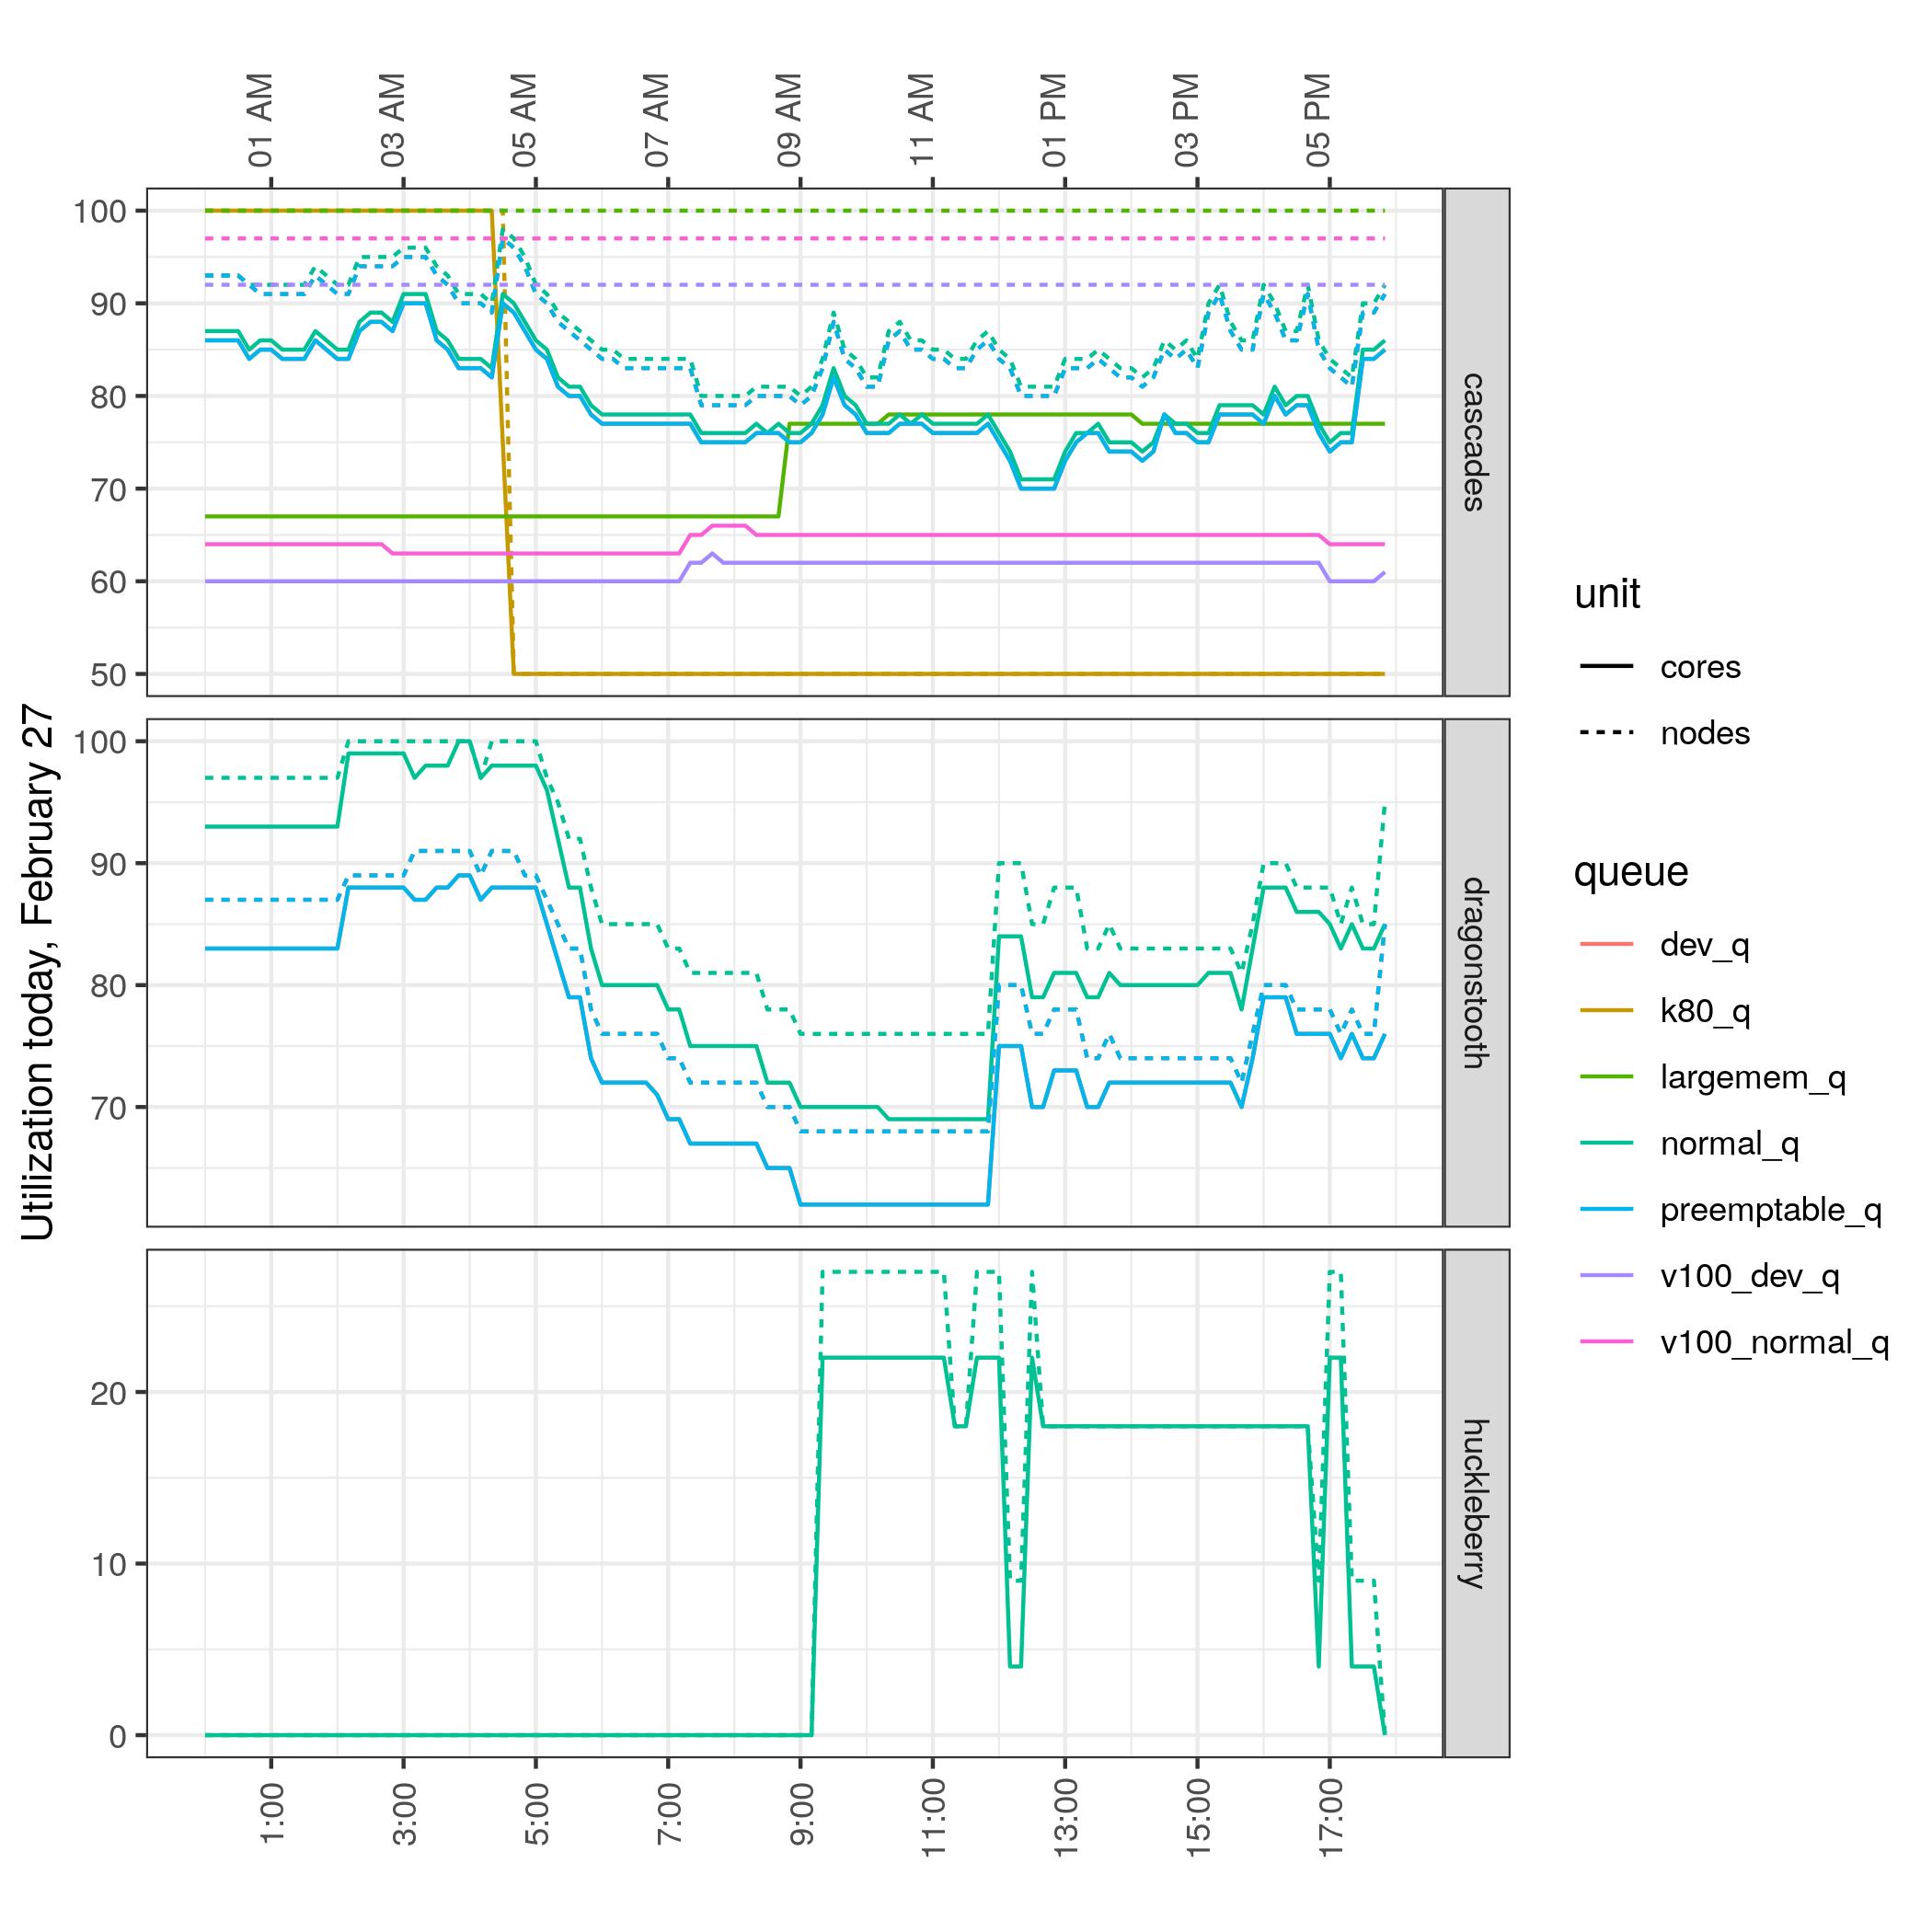 01 AM
03 AM
05 AM
07 AM
09 AM
11 AM
01 PM
03 PM
05 PM
Utilization today, February 27
100
90
80
70
60
50
cascades
100
90
80
70
dragonstooth
20
10
0
huckleberry
1:00
3:00
5:00
7:00
9:00
11:00
13:00
15:00
17:00
unit
cores
nodes
queue
dev_q
k80_q
largemem_q
normal_q
preemptable_q
v100_dev_q
v100_normal_q